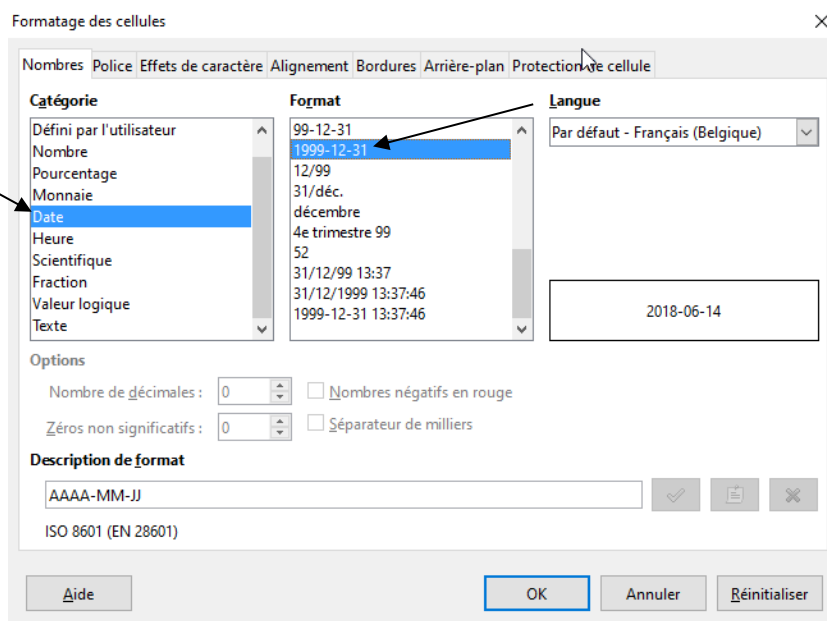 Formatage des cellules
Nombres Police Effets de caractère Alignement Bordures Arrière-plan Protection de cellule
Catégorie
Défini par l'utilisateur
Nombre
Pourcentage
Monnaie
Date
Heure
Scientifique
Fraction
Valeur logique
Texte
Format
99-12-31
1999-12-31
12/99
31/déc.
décembre
4e trimestre 99
52
31/12/99 13:37
31/12/1999 13:37:46
1999-12-31 13:37:46
Langue
Par défaut - Français (Belgique)
2018-06-14
Options
Nombre de décimales : 0
Nombres négatifs en rouge
Zéros non significatifs : 0
Séparateur de milliers
Description de format
AAAA-MM-JJ
ISO 8601 (EN 28601)
Aide OK Annuler Réinitialiser